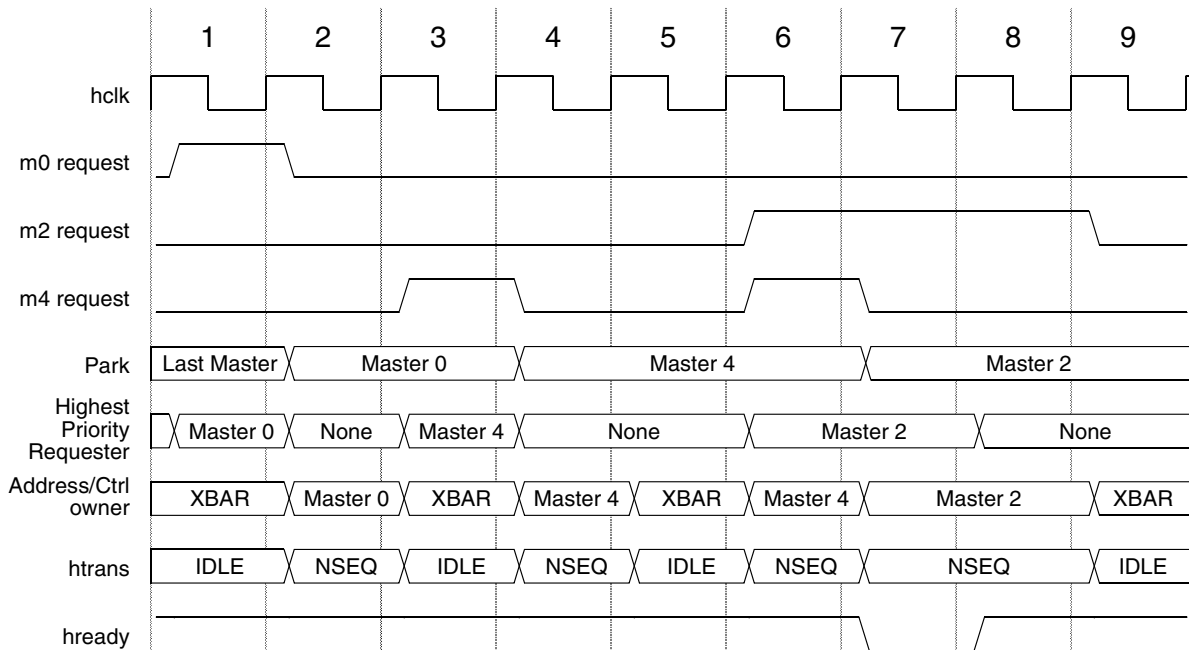 1 2 3 4 5 6 7 8 9
hclk
m0 request
m2 request
m4 request
Park Last Master Master 0 Master 4 Master 2
Highest
Priority
Requester
Master 0 None Master 4 None Master 2 None
Address/Ctrl
owner
XBAR Master 0 XBAR Master 4 XBAR Master 4 Master 2 XBAR
htrans IDLE NSEQ IDLE NSEQ IDLE NSEQ NSEQ IDLE
hready